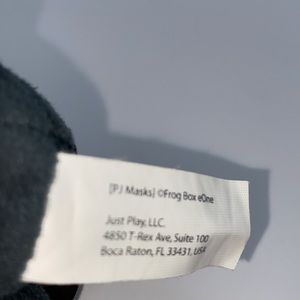 [PJ Masks] ©Frog Box eOne
Just Play, LLC.
4850 T-Rex Ave, Suite 100
Boca Raton, FL 33431, USA